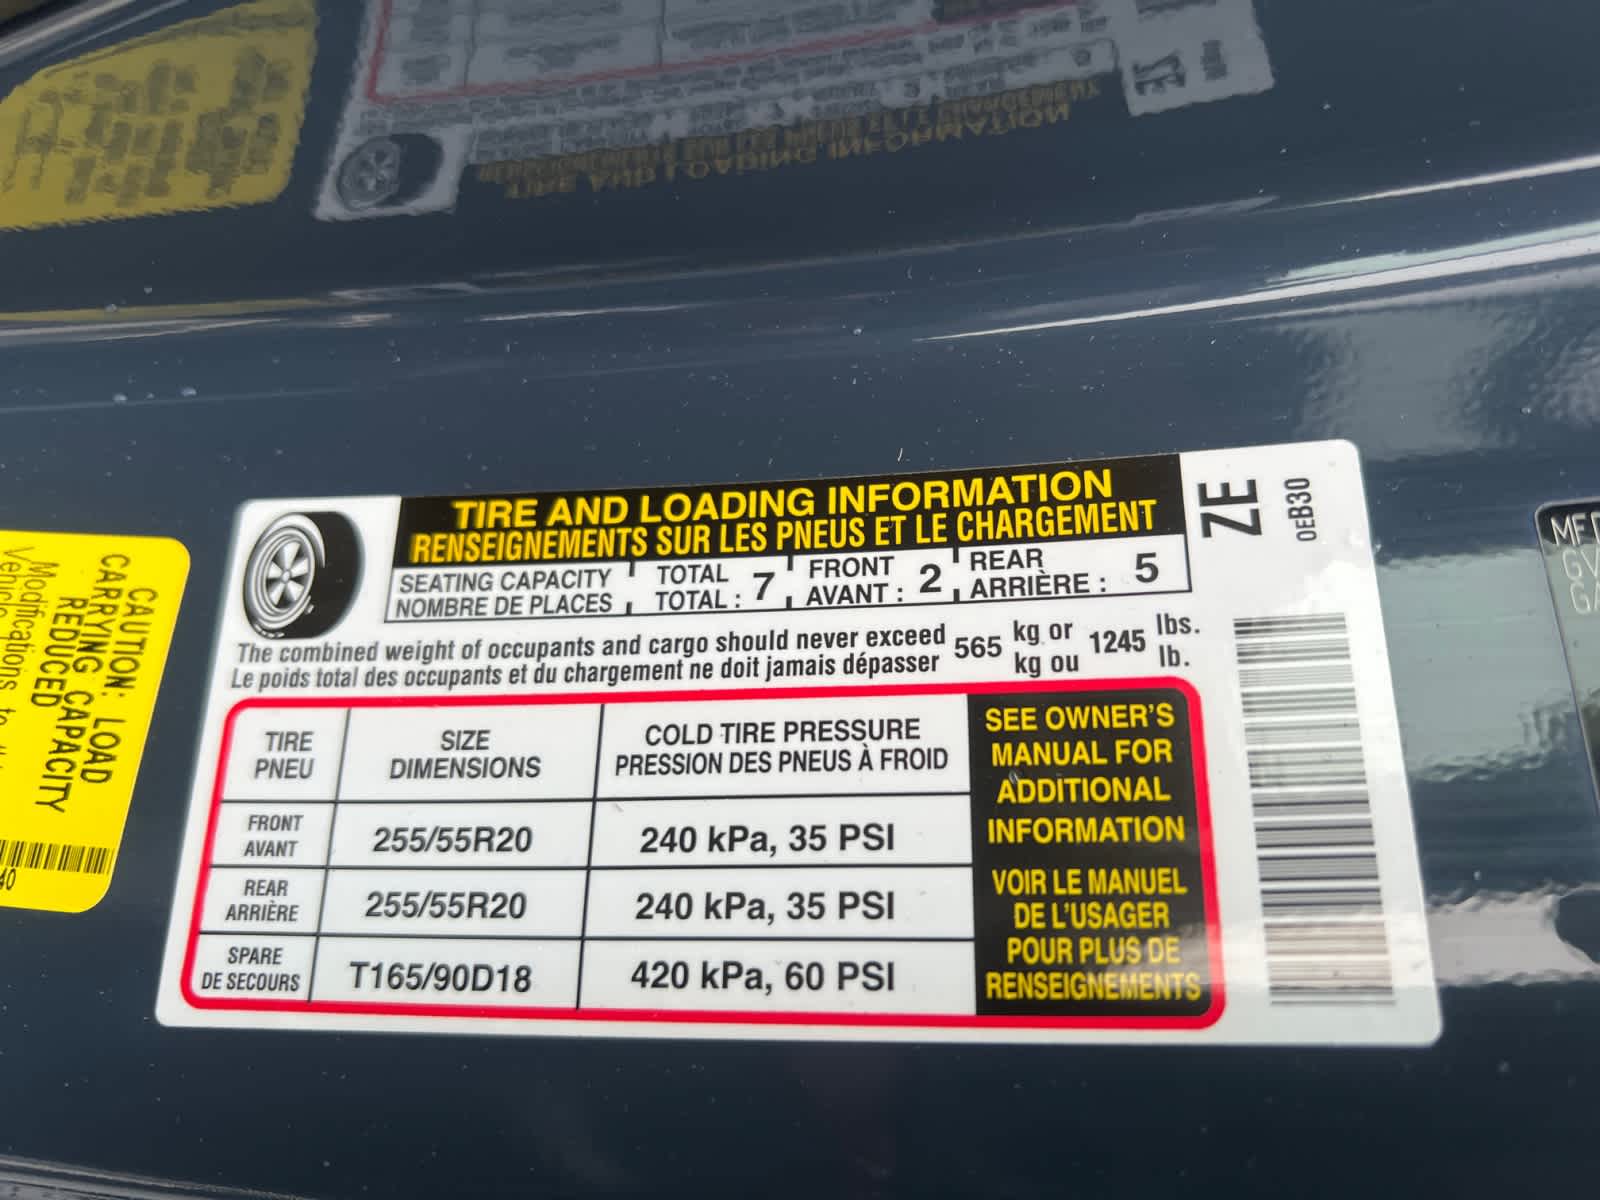 TIRE AND LOADING INFORMATION
RENSEIGNEMENTS SUR LES PNEUS ET LE CHARGEMENT
SEATING CAPACITY TOTAL 7 FRONT 2 REAR 5
NOMBRE DE PLACES TOTAL : AVANT : ARRIÈRE :
The combined weight of occupants and cargo should never exceed 565 kg or 1245 lbs.
Le poids total des occupants et du chargement ne doit jamais dépasser kg ou lb.
TIRE SIZE COLD TIRE PRESSURE
PNEU DIMENSIONS PRESSION DES PNEUS À FROID
FRONT
AVANT 255/55R20 240 kPa, 35 PSI
REAR
ARRIÈRE 255/55R20 240 kPa, 35 PSI
SPARE
DE SECOURS T165/90D18 420 kPa, 60 PSI
SEE OWNER'S
MANUAL FOR
ADDITIONAL
INFORMATION
VOIR LE MANUEL
DE L'USAGER
POUR PLUS DE
RENSEIGNEMENTS
ZE
0EB30
CAUTION: LOAD
CARRYING CAPACITY
REDUCED
Modifications to
40
MFD